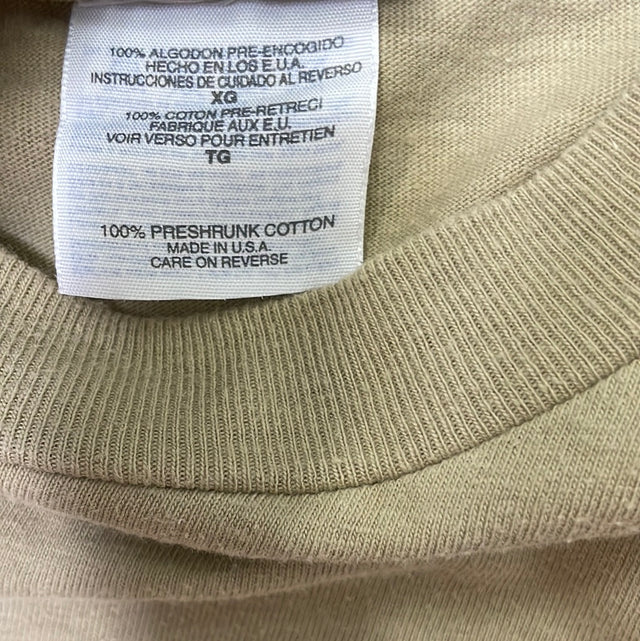 100% ALGODON PRE-ENCOGIDO
HECHO EN LOS E.U.A.
INSTRUCCIONES DE CUIDADO AL REVERSO
XG
100% COTON PRE-RETRECI
FABRIQUE AUX E.U.
VOIR VERSO POUR ENTRETIEN
TG
100% PRESHRUNK COTTON
MADE IN U.S.A.
CARE ON REVERSE